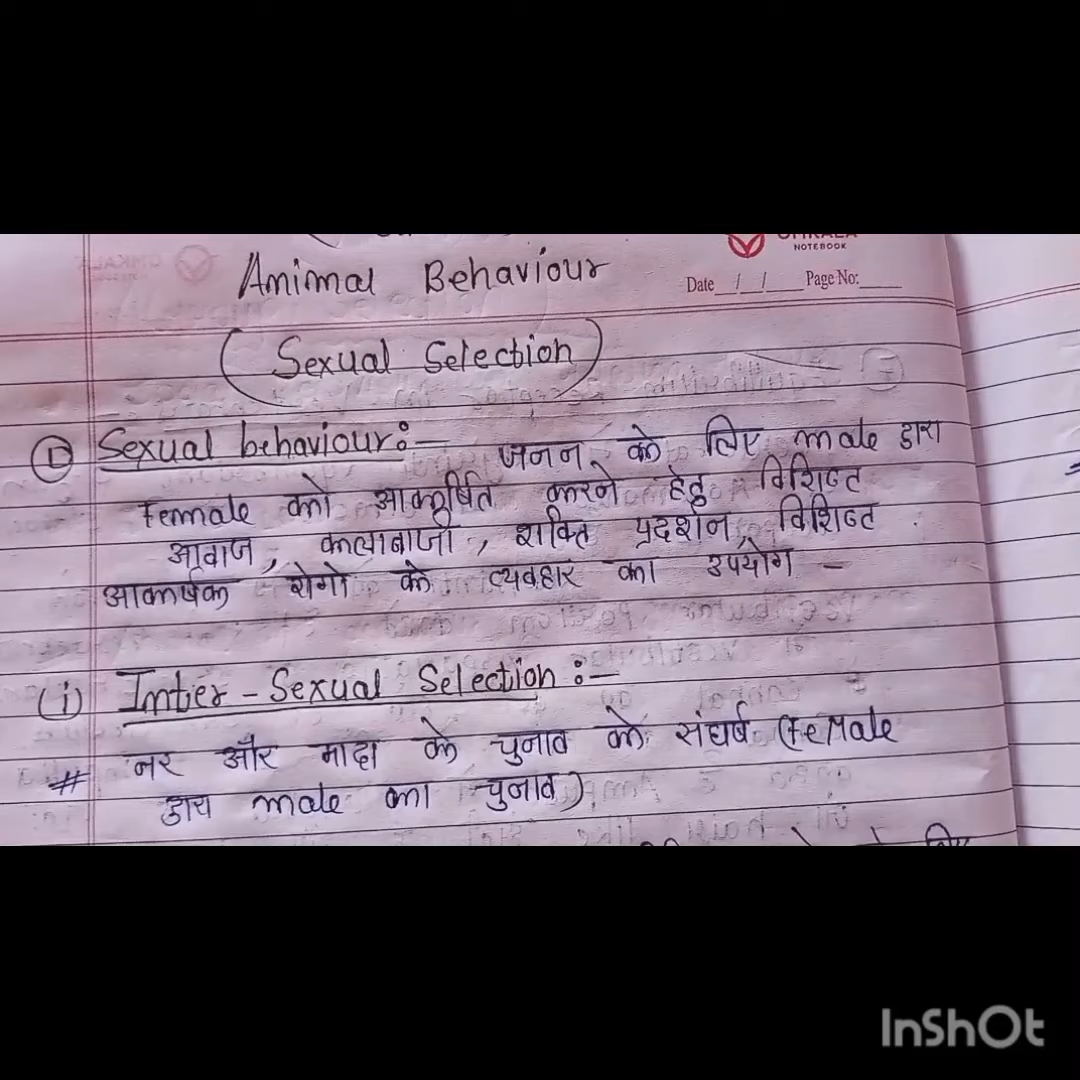 NOTEBOOK
Animal Behaviour
Date / / Page No:
(Sexual Selection)
① Sexual behaviour:- जनन के लिए male द्वारा
Female को आकर्षित करने हेतु विशिष्ट
आवाज, कलाबाजी, शक्ति प्रदर्शन, विशिष्ट
आकर्षक रोगो के व्यवहार का उपयोग -
(i) Inter-Sexual Selection :-
# नर और मादा के चुनाव के संघर्ष (Female
द्वारा male का चुनाव)
InShOt